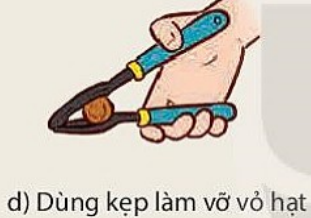 d) Dùng kẹp làm vỡ vỏ hạt